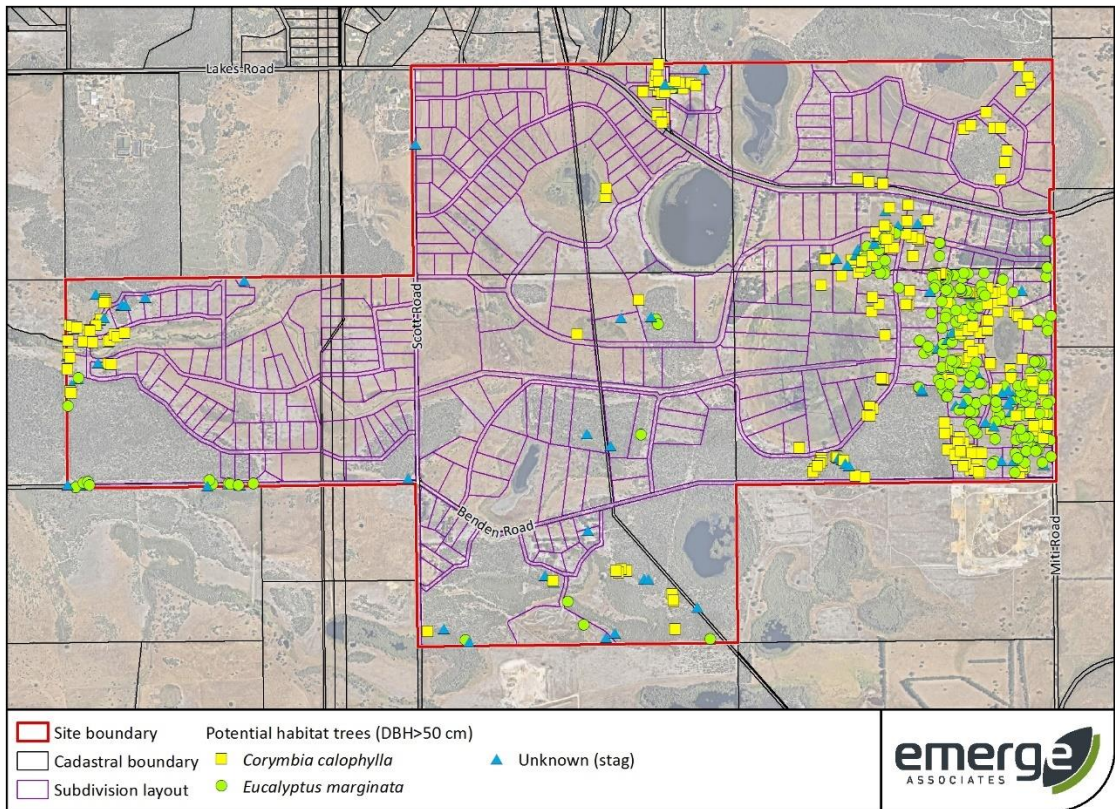 Lakes Road
Scott Road
Benden Road
Miti Road
Site boundary
Cadastral boundary
Subdivision layout
Potential habitat trees (DBH>50 cm)
Corymbia calophylla
Eucalyptus marginata
Unknown (stag)
emerge
ASSOCIATES